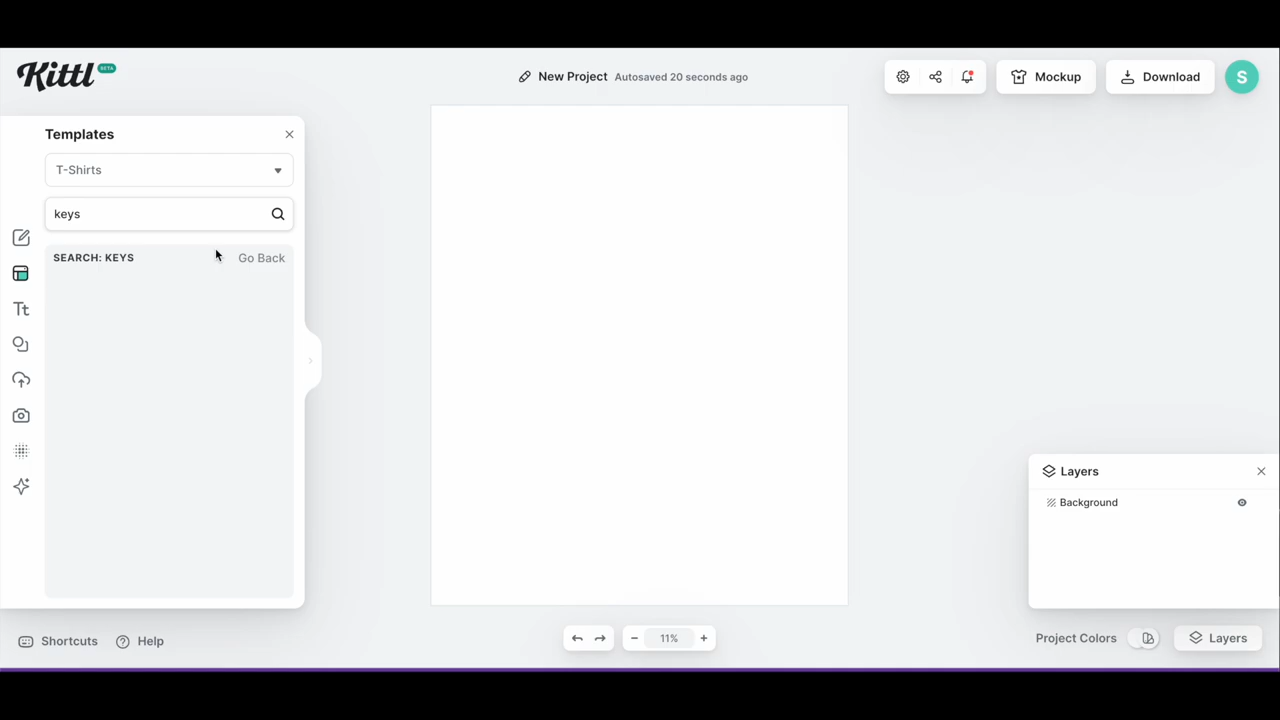 Kittl BETA
New Project Autosaved 20 seconds ago
Mockup
Download
S
Templates
T-Shirts
keys
SEARCH: KEYS Go Back
Tt
Layers
Background
Shortcuts
Help
11%
Project Colors
Layers